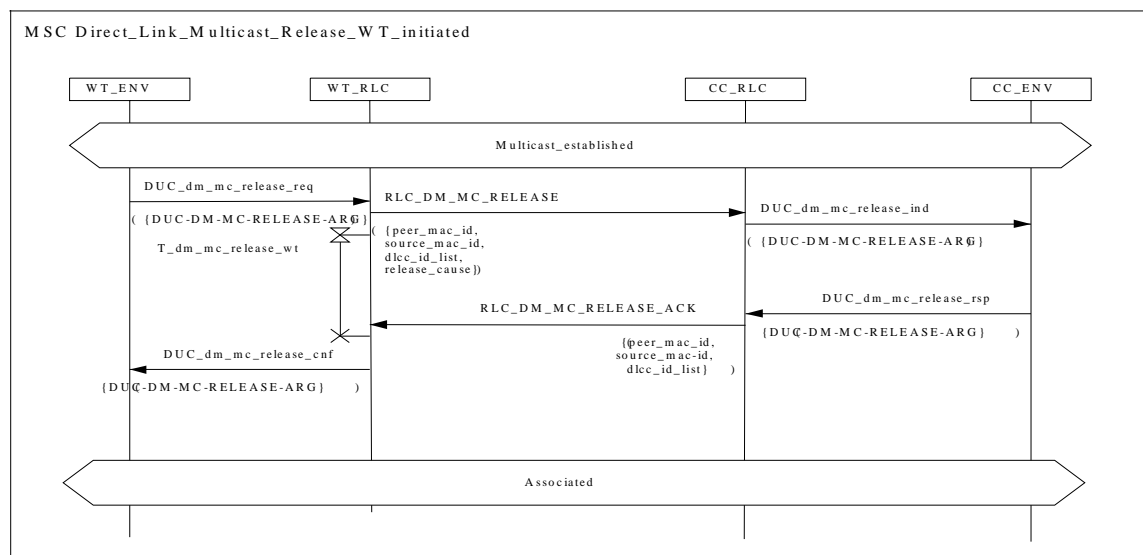 MSC Direct_Link_Multicast_Release_WT_initiated
WT_ENV
WT_RLC
CC_RLC
CC_ENV
Multicast_established
DUC_dm_mc_release_req
({DUC-DM-MC-RELEASE-ARG})
T_dm_mc_release_wt
RLC_DM_MC_RELEASE
({peer_mac_id,
source_mac_id,
dlcc_id_list,
release_cause})
DUC_dm_mc_release_ind
({DUC-DM-MC-RELEASE-ARG})
DUC_dm_mc_release_rsp
({DUC-DM-MC-RELEASE-ARG})
RLC_DM_MC_RELEASE_ACK
({peer_mac_id,
source_mac-id,
dlcc_id_list})
DUC_dm_mc_release_cnf
({DUC-DM-MC-RELEASE-ARG})
Associated